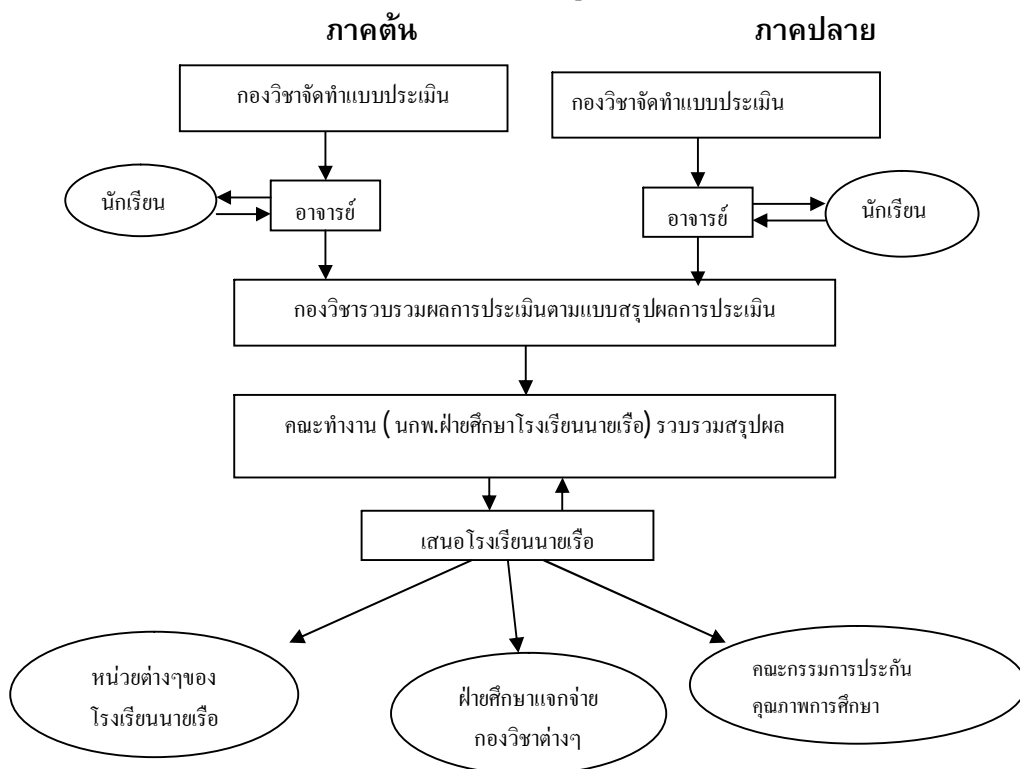 ภาคต้น
ภาคปลาย
กองวิชาจัดทำแบบประเมิน
กองวิชาจัดทำแบบประเมิน
นักเรียน
อาจารย์
อาจารย์
นักเรียน
กองวิชารวบรวมผลการประเมินตามแบบสรุปผลการประเมิน
คณะทำงาน ( นกพ.ฝ่ายศึกษาโรงเรียนนายเรือ) รวบรวมสรุปผล
เสนอโรงเรียนนายเรือ
หน่วยต่างๆของ
โรงเรียนนายเรือ
ฝ่ายศึกษาแจกจ่าย
กองวิชาต่างๆ
คณะกรรมการประกัน
คุณภาพการศึกษา